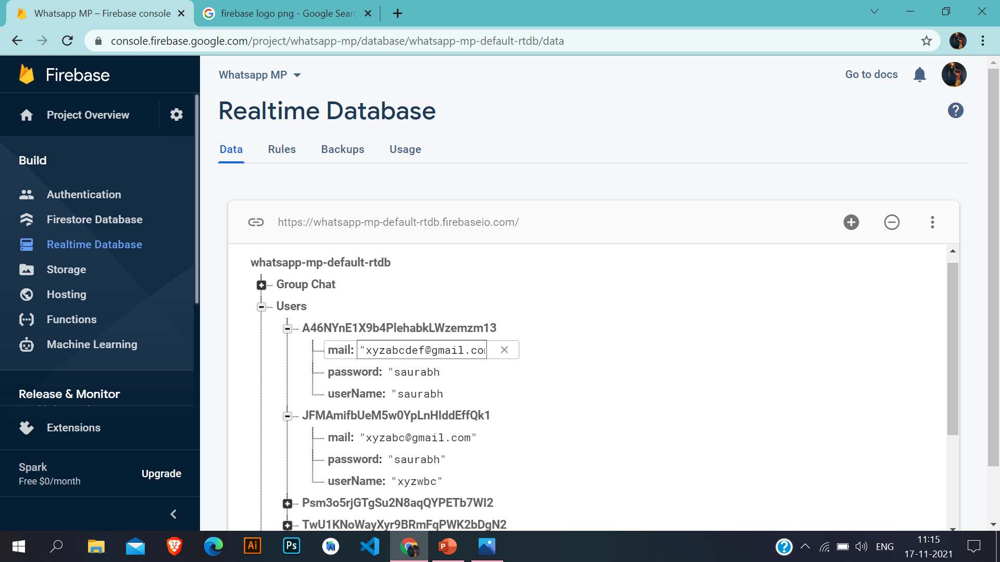 Whatsapp MP – Firebase console
firebase logo png - Google Searc
console.firebase.google.com/project/whatsapp-mp/database/whatsapp-mp-default-rtdb/data
Firebase
Project Overview
Build
Authentication
Firestore Database
Realtime Database
Storage
Hosting
Functions
Machine Learning
Release & Monitor
Extensions
Spark
Free $0/month
Upgrade
Whatsapp MP
Go to docs
Realtime Database
Data Rules Backups Usage
https://whatsapp-mp-default-rtdb.firebaseio.com/
whatsapp-mp-default-rtdb
Group Chat
Users
A46NYnE1X9b4PlehabkLWzemzm13
mail: "xyzabcdef@gmail.co
password: "saurabh
userName: "saurabh
JFMAmifbUeM5w0YpLnHIddEffQk1
mail: "xyzabc@gmail.com"
password: "saurabh"
userName: "xyzwbc"
Psm3o5rjGTgSu2N8aqQYPETb7WI2
TwU1KNoWayXyr9BRmFqPWK2bDgN2
Ai
Ps
P
ENG
11:15
17-11-2021